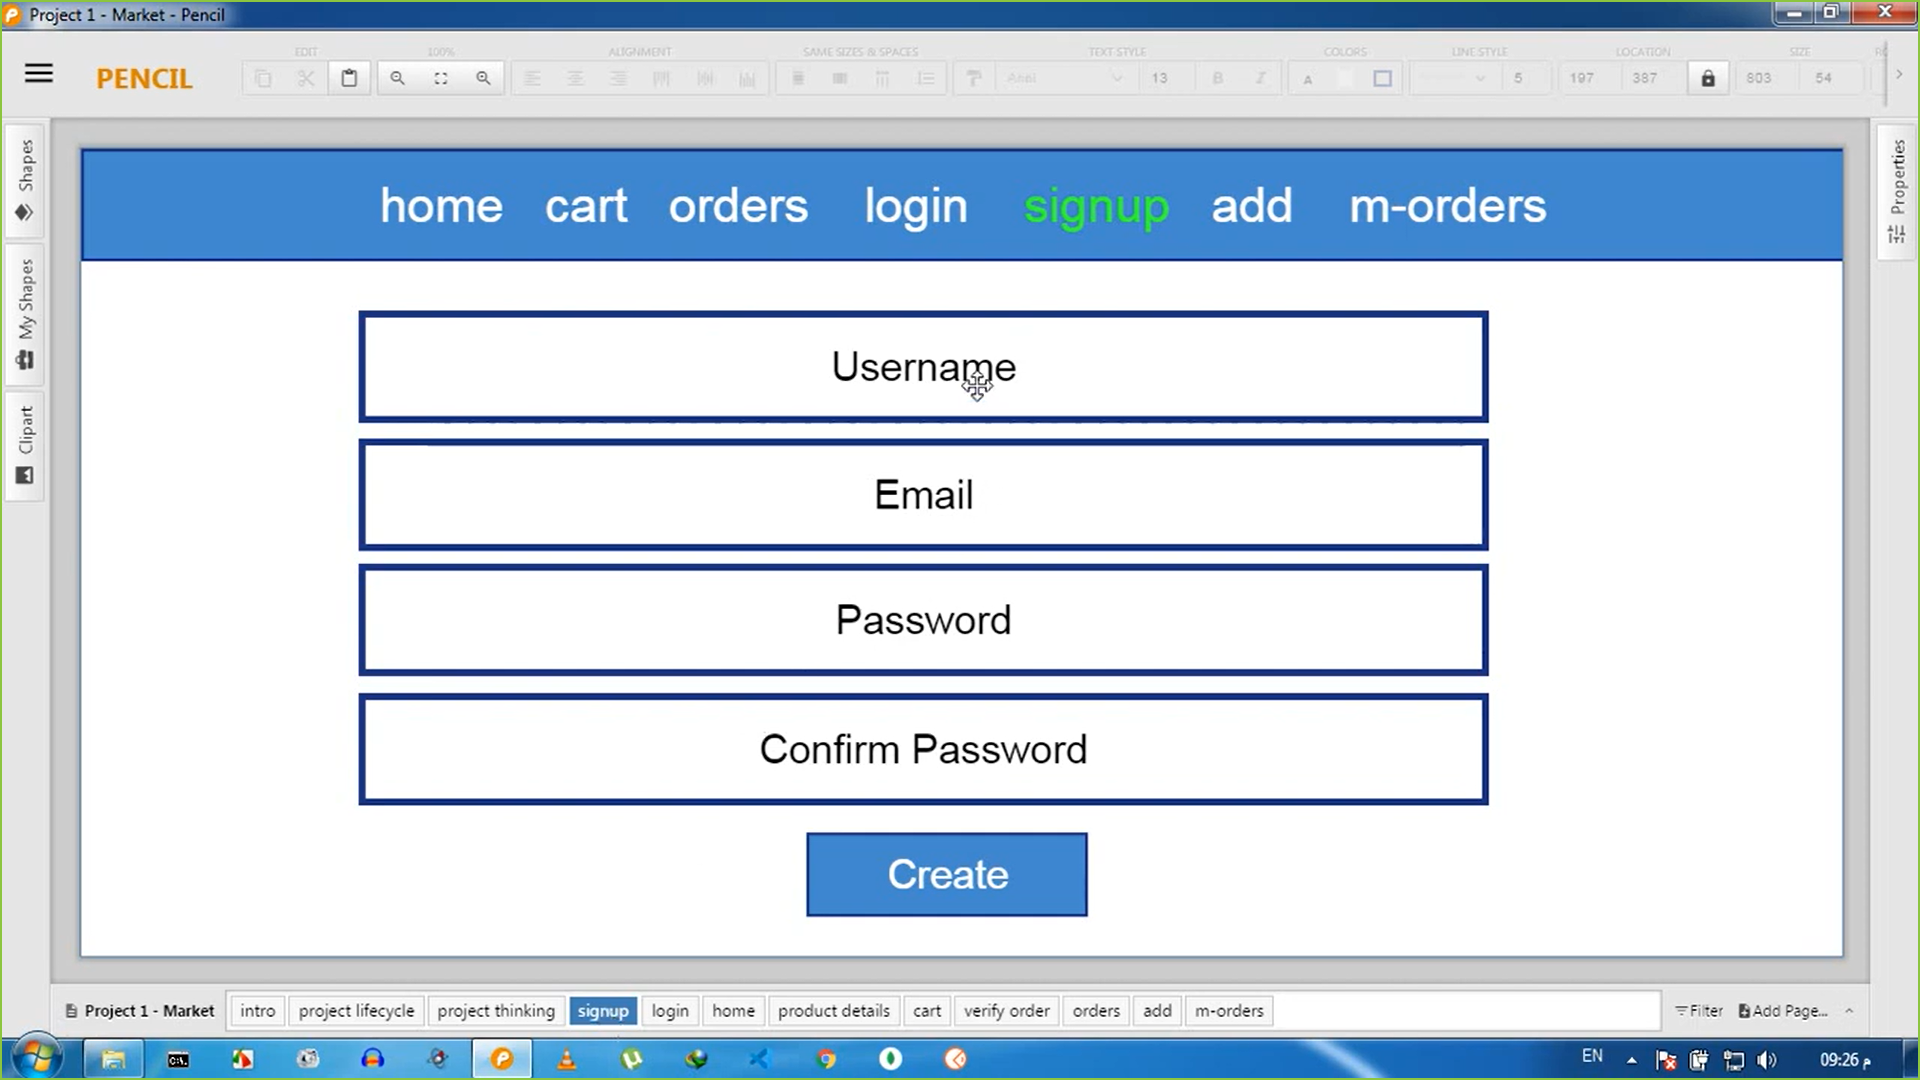 Project 1 - Market - Pencil
EDIT 100% ALIGNMENT SAME SIZES & SPACES TEXT STYLE COLORS LINE STYLE LOCATION SIZE
PENCIL Arial 13 B I A 5 197 387 803 54
Shapes
My Shapes
Clipart
Properties
home cart orders login signup add m-orders
Username
Email
Password
Confirm Password
Create
Project 1 - Market intro project lifecycle project thinking signup login home product details cart verify order orders add m-orders Filter Add Page...
EN 09:26 م